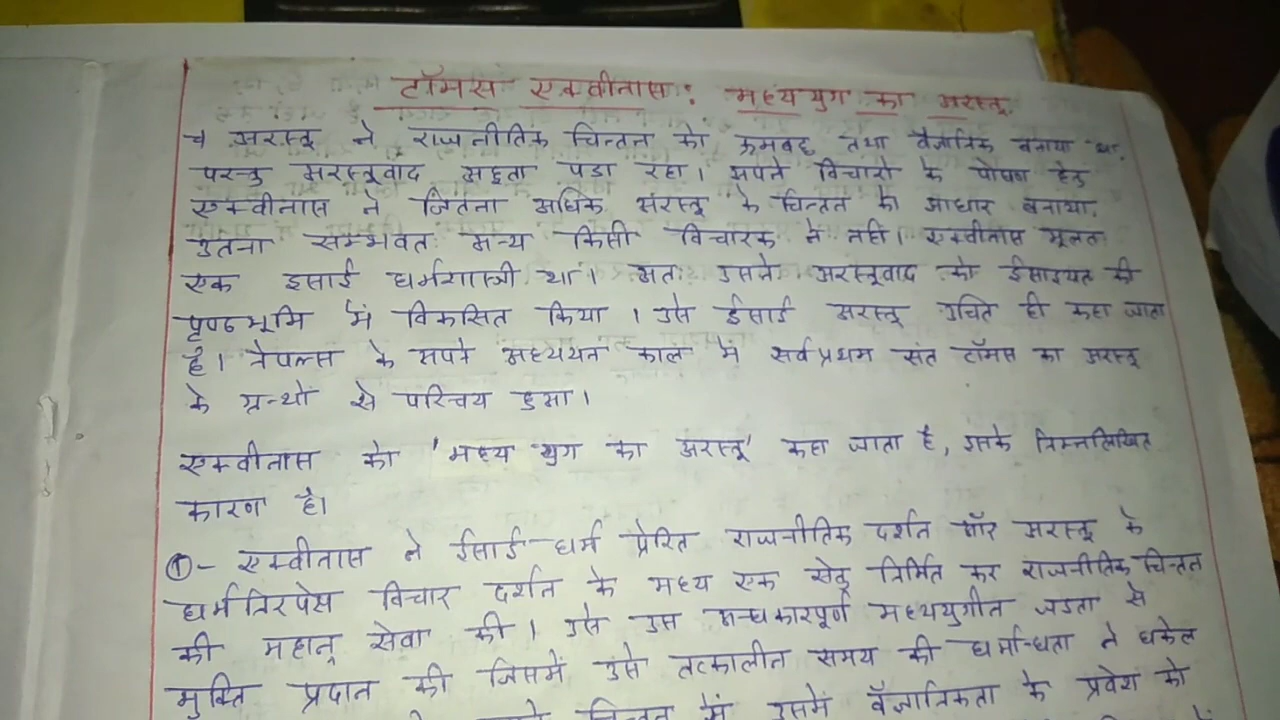 टॉमस एक्वीनास : मध्ययुग का अरस्तू
→ अरस्तू ने राजनीतिक चिन्तन को क्रमबद्ध तथा वैज्ञानिक बनाया था,
परन्तु अरस्तूवाद अछूता पडा रहा। अपने विचारो के पोषण हेतु
एक्वीनास ने जितना अधिक अरस्तू के चिन्तन को आधार बनाया,
उतना सम्भवतः अन्य किसी विचारक ने नही। एक्वीनास मूलतः
एक इसाई धर्मशास्त्री था। अतः उसने अरस्तूवाद को ईसाइयत की
पृष्ठभूमि में विकसित किया । उसे ईसाई अरस्तू उचित ही कहा जाता
है। नेपल्स के अपने अध्ययन काल में सर्वप्रथम संत टॉमस का अरस्तू
के ग्रन्थों से परिचय हुआ।
एक्वीनास को 'मध्य युग का अरस्तू' कहा जाता है, इसके निम्नलिखित
कारण है।
①- एक्वीनास ने ईसाई-धर्म प्रेरित राजनीतिक दर्शन और अरस्तू के
धर्मनिरपेक्ष विचार दर्शन के मध्य एक सेतु निर्मित कर राजनीतिक चिन्तन
की महान् सेवा की। उसे उस अन्धकारपूर्ण मध्ययुगीन जडता से
मुक्ति प्रदान की जिसमें उसे तत्कालीन समय की धर्मान्धता ने धकेल
चिन्तन में उसमें वैज्ञानिकता के प्रवेश को